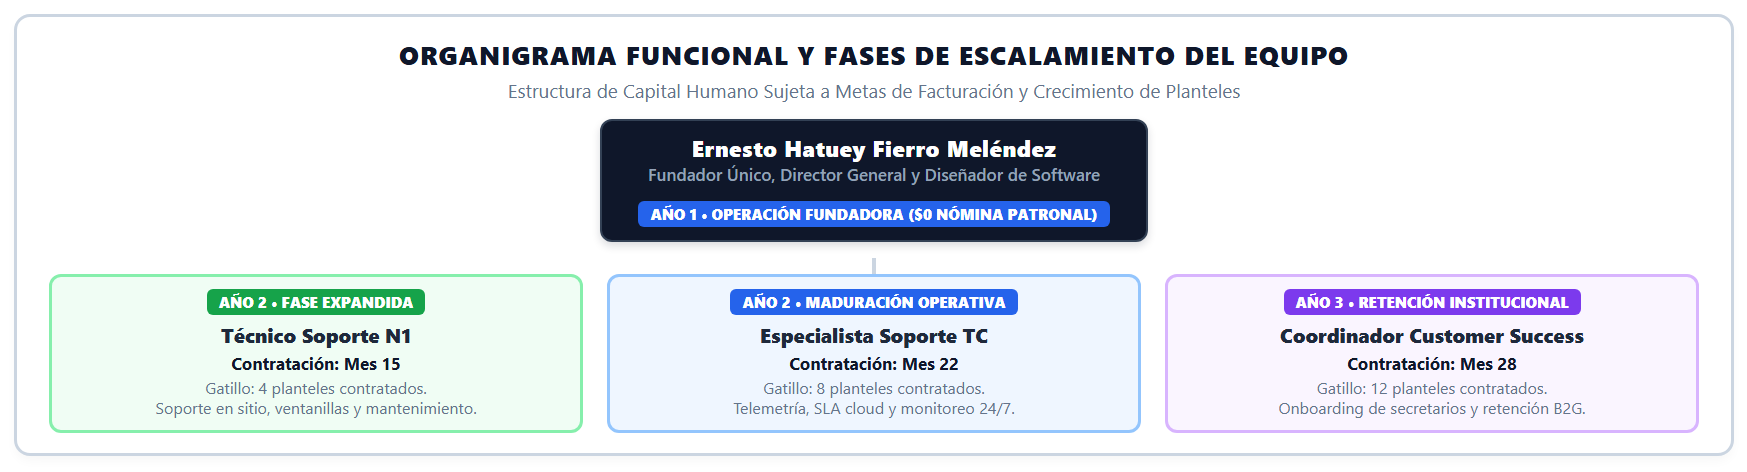 ORGANIGRAMA FUNCIONAL Y FASES DE ESCALAMIENTO DEL EQUIPO
Estructura de Capital Humano Sujeta a Metas de Facturación y Crecimiento de Planteles
Ernesto Hatuey Fierro Meléndez
Fundador Único, Director General y Diseñador de Software
AÑO 1 • OPERACIÓN FUNDADORA ($0 NÓMINA PATRONAL)
AÑO 2 • FASE EXPANDIDA
Técnico Soporte N1
Contratación: Mes 15
Gatillo: 4 planteles contratados.
Soporte en sitio, ventanillas y mantenimiento.
AÑO 2 • MADURACIÓN OPERATIVA
Especialista Soporte TC
Contratación: Mes 22
Gatillo: 8 planteles contratados.
Telemetría, SLA cloud y monitoreo 24/7.
AÑO 3 • RETENCIÓN INSTITUCIONAL
Coordinador Customer Success
Contratación: Mes 28
Gatillo: 12 planteles contratados.
Onboarding de secretarios y retención B2G.